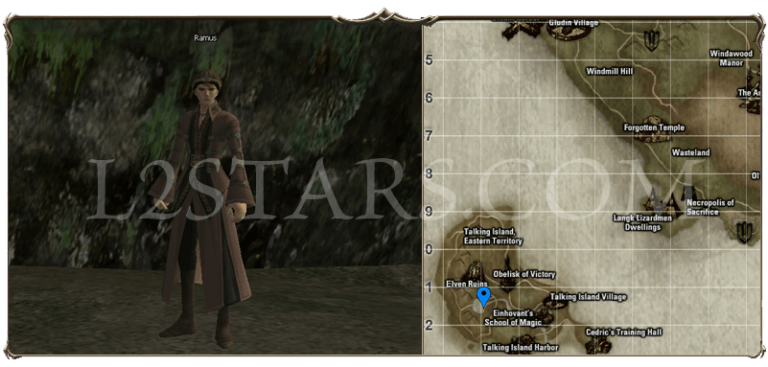 Ramus
L2STARS.COM
Gludin Village
5
Windawood
Manor
Windmill Hill
6
Forgotten Temple
7
Wasteland
8
Necropolis of
Sacrifice
9
Langk Lizardmen
Dwellings
Talking Island,
Eastern Territory
0
Obelisk of Victory
Elven Ruins
1
Talking Island Village
Einhovant's
School of Magic
2
Cedric's Training Hall
Talking Island Harbor